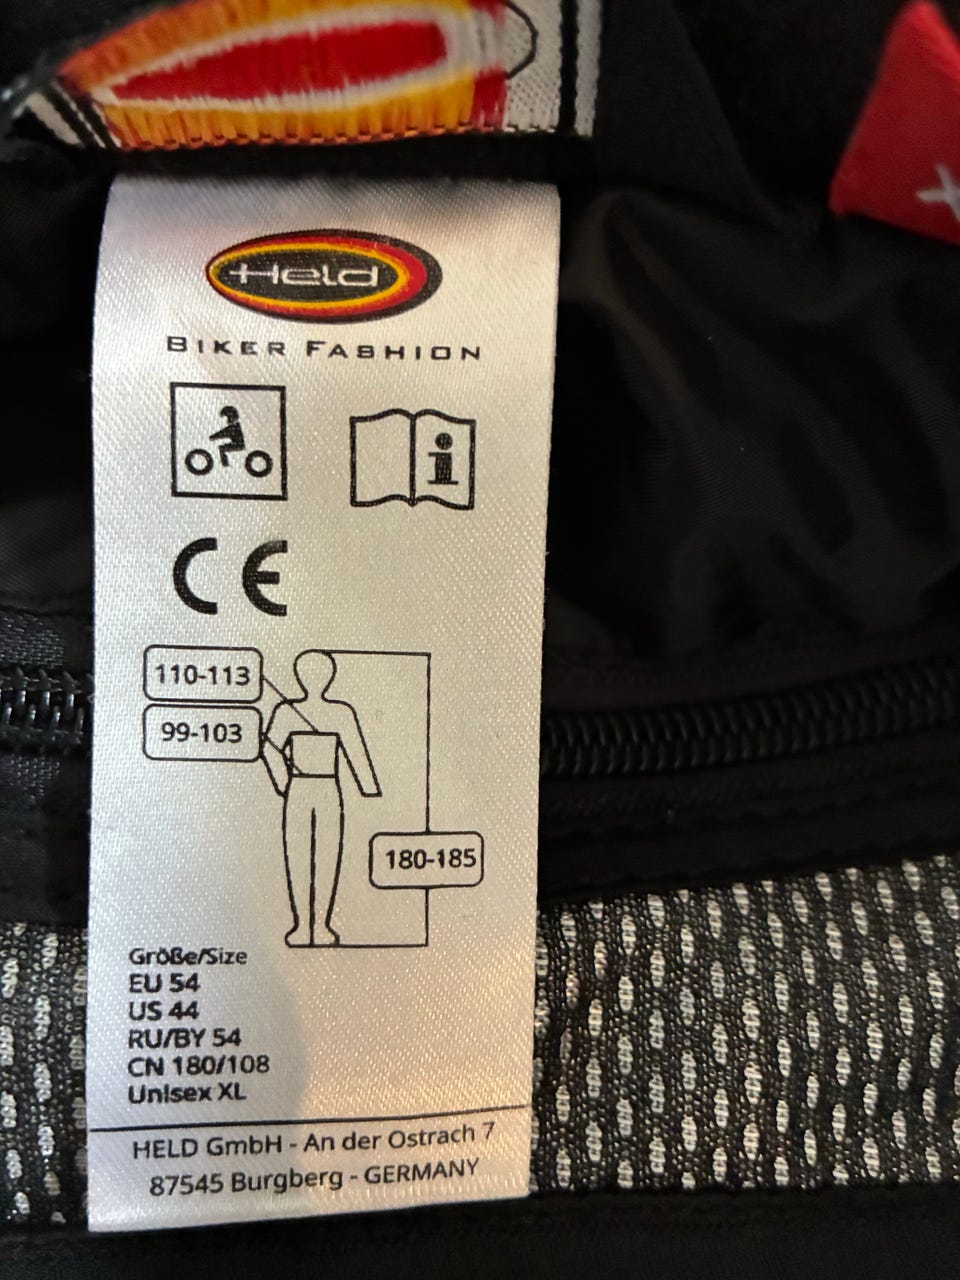 Held
BIKER FASHION
i
CE
110-113
99-103
180-185
Größe/Size
EU 54
US 44
RU/BY 54
CN 180/108
Unisex XL
HELD GmbH - An der Ostrach 7
87545 Burgberg - GERMANY